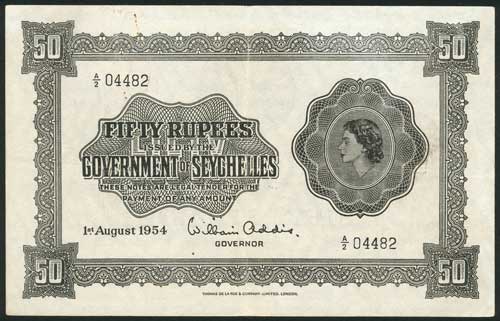 50 50
A/2 04482
FIFTY RUPEES
ISSUED BY THE
GOVERNMENT OF SEYCHELLES
THESE NOTES ARE LEGAL TENDER FOR THE
PAYMENT OF ANY AMOUNT
1st August 1954
William Addis.
GOVERNOR
A/2 04482
50 50
THOMAS DE LA RUE & COMPANY, LIMITED, LONDON.